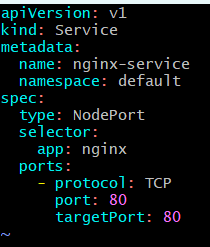 apiVersion: v1
kind: Service
metadata:
  name: nginx-service
  namespace: default
spec:
  type: NodePort
  selector:
    app: nginx
  ports:
    - protocol: TCP
      port: 80
      targetPort: 80
~